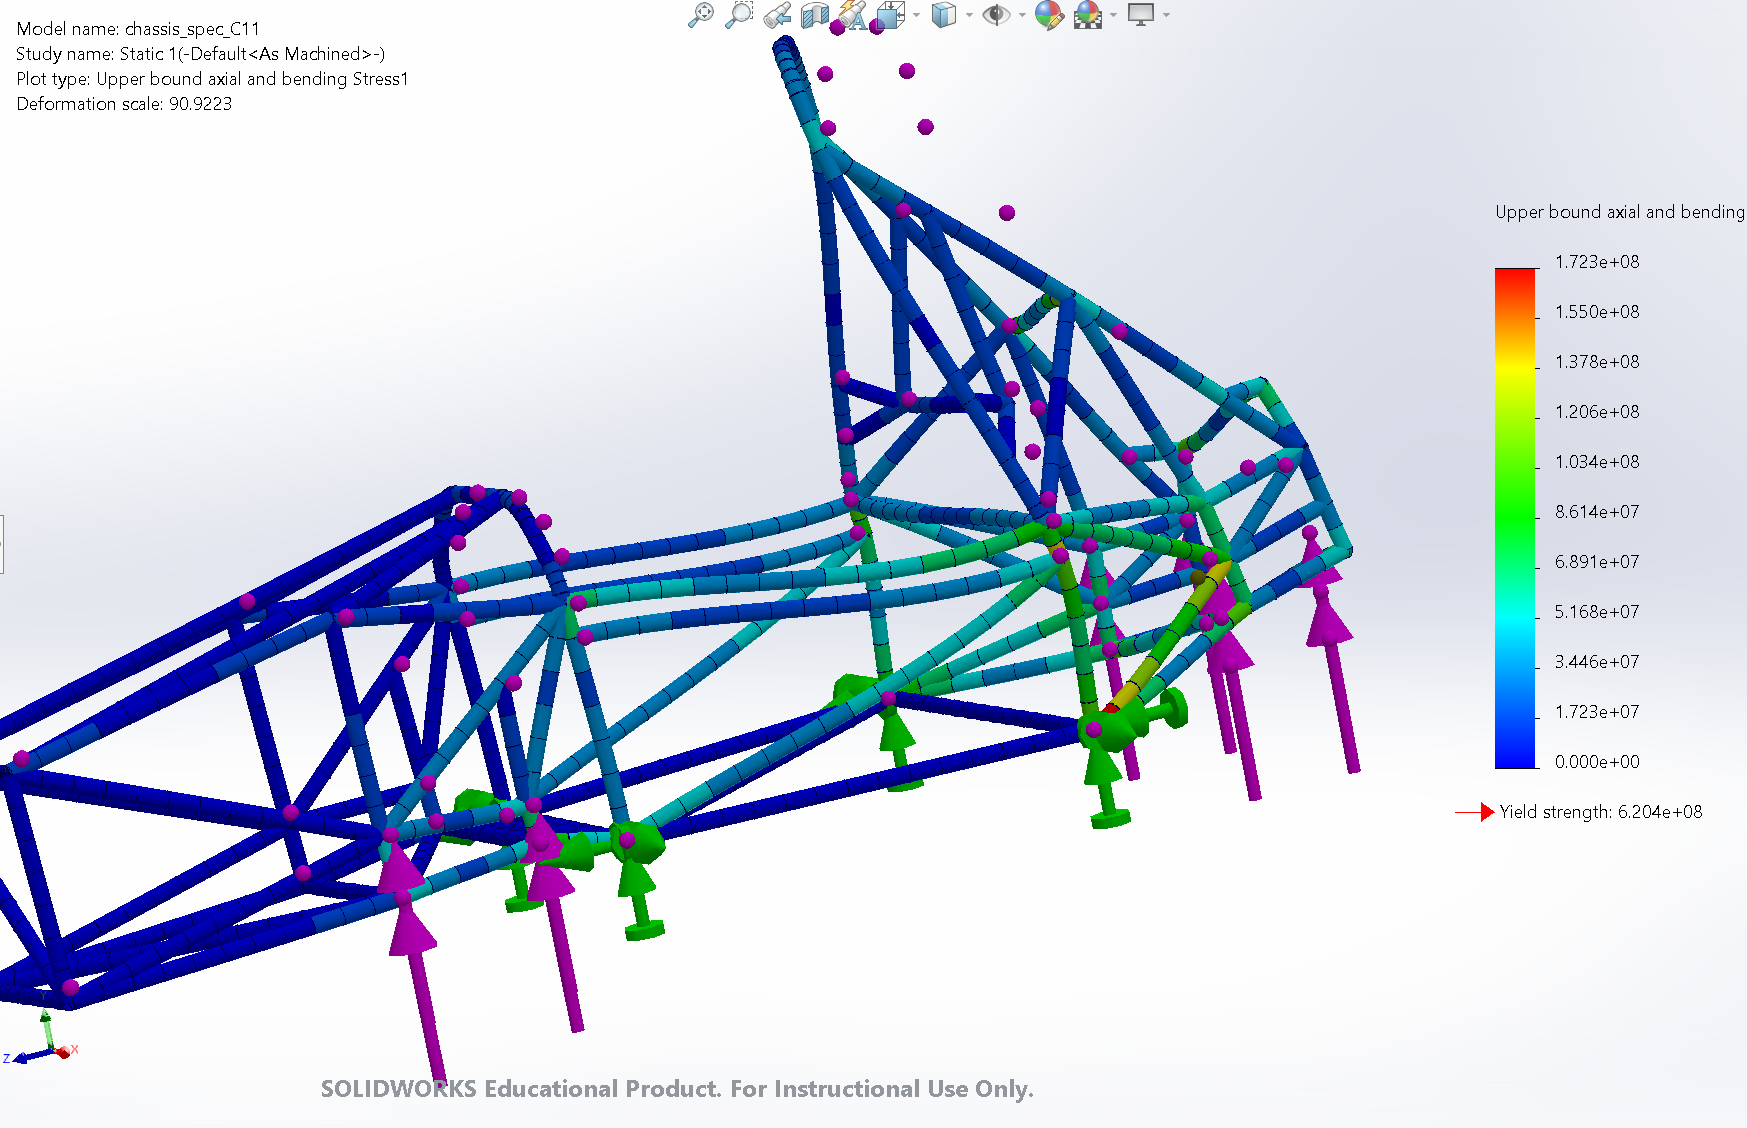 Model name: chassis_spec_C11
Study name: Static 1(-Default<As Machined>-)
Plot type: Upper bound axial and bending Stress1
Deformation scale: 90.9223
Upper bound axial and bending
1.723e+08
1.550e+08
1.378e+08
1.206e+08
1.034e+08
8.614e+07
6.891e+07
5.168e+07
3.446e+07
1.723e+07
0.000e+00
Yield strength: 6.204e+08
Y
Z
X
SOLIDWORKS Educational Product. For Instructional Use Only.